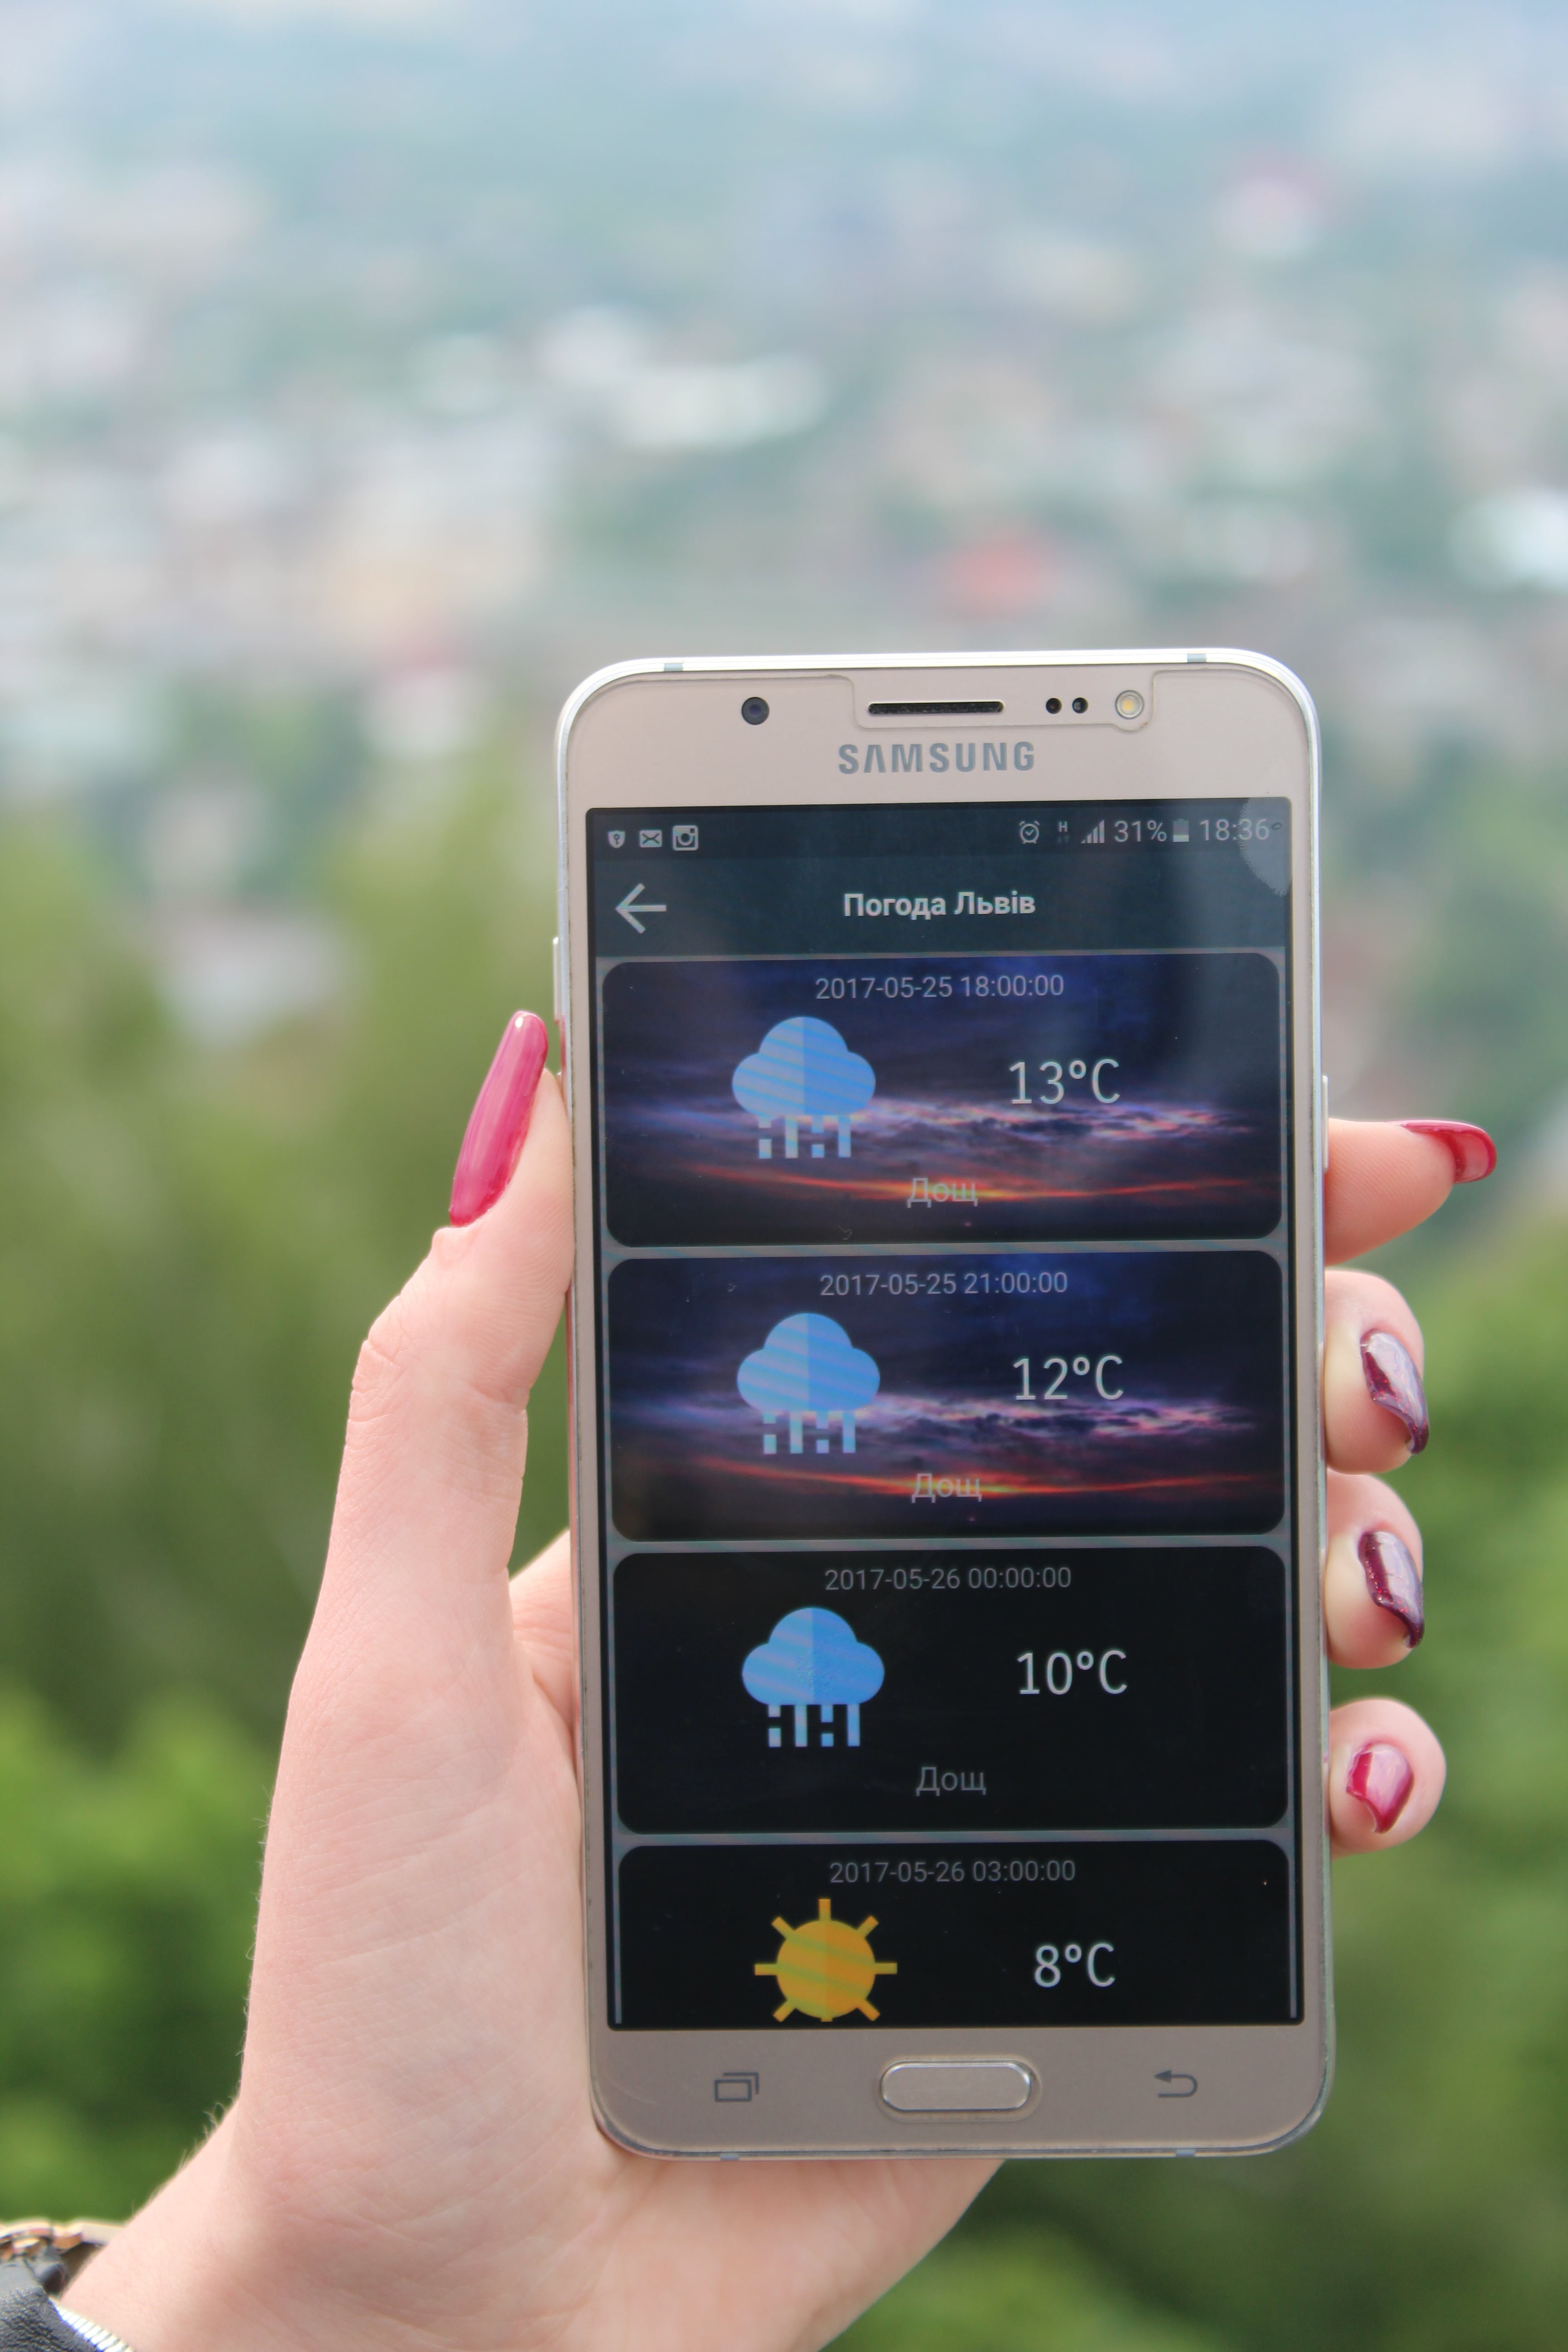 SAMSUNG
H 31% 18:36
Погода Львів
2017-05-25 18:00:00
13°C
Дощ
2017-05-25 21:00:00
12°C
Дощ
2017-05-26 00:00:00
10°C
Дощ
2017-05-26 03:00:00
8°C